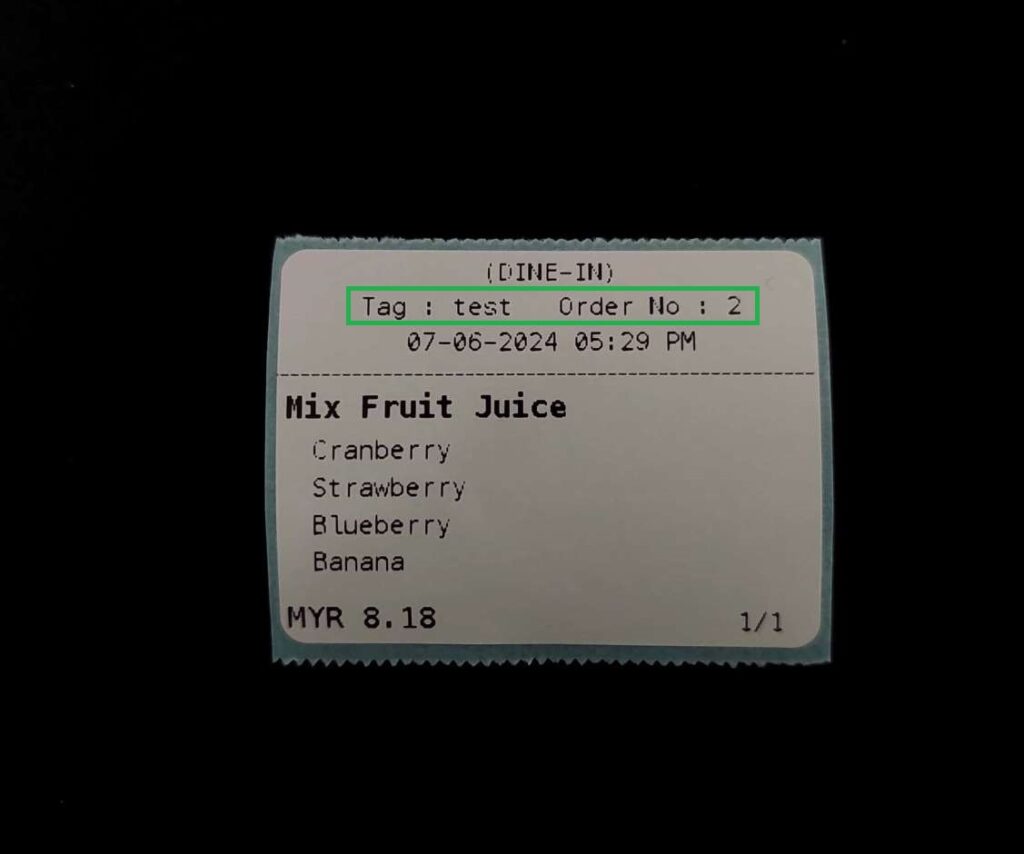 (DINE-IN)
Tag : test Order No : 2
07-06-2024 05:29 PM
Mix Fruit Juice
Cranberry
Strawberry
Blueberry
Banana
MYR 8.18 1/1